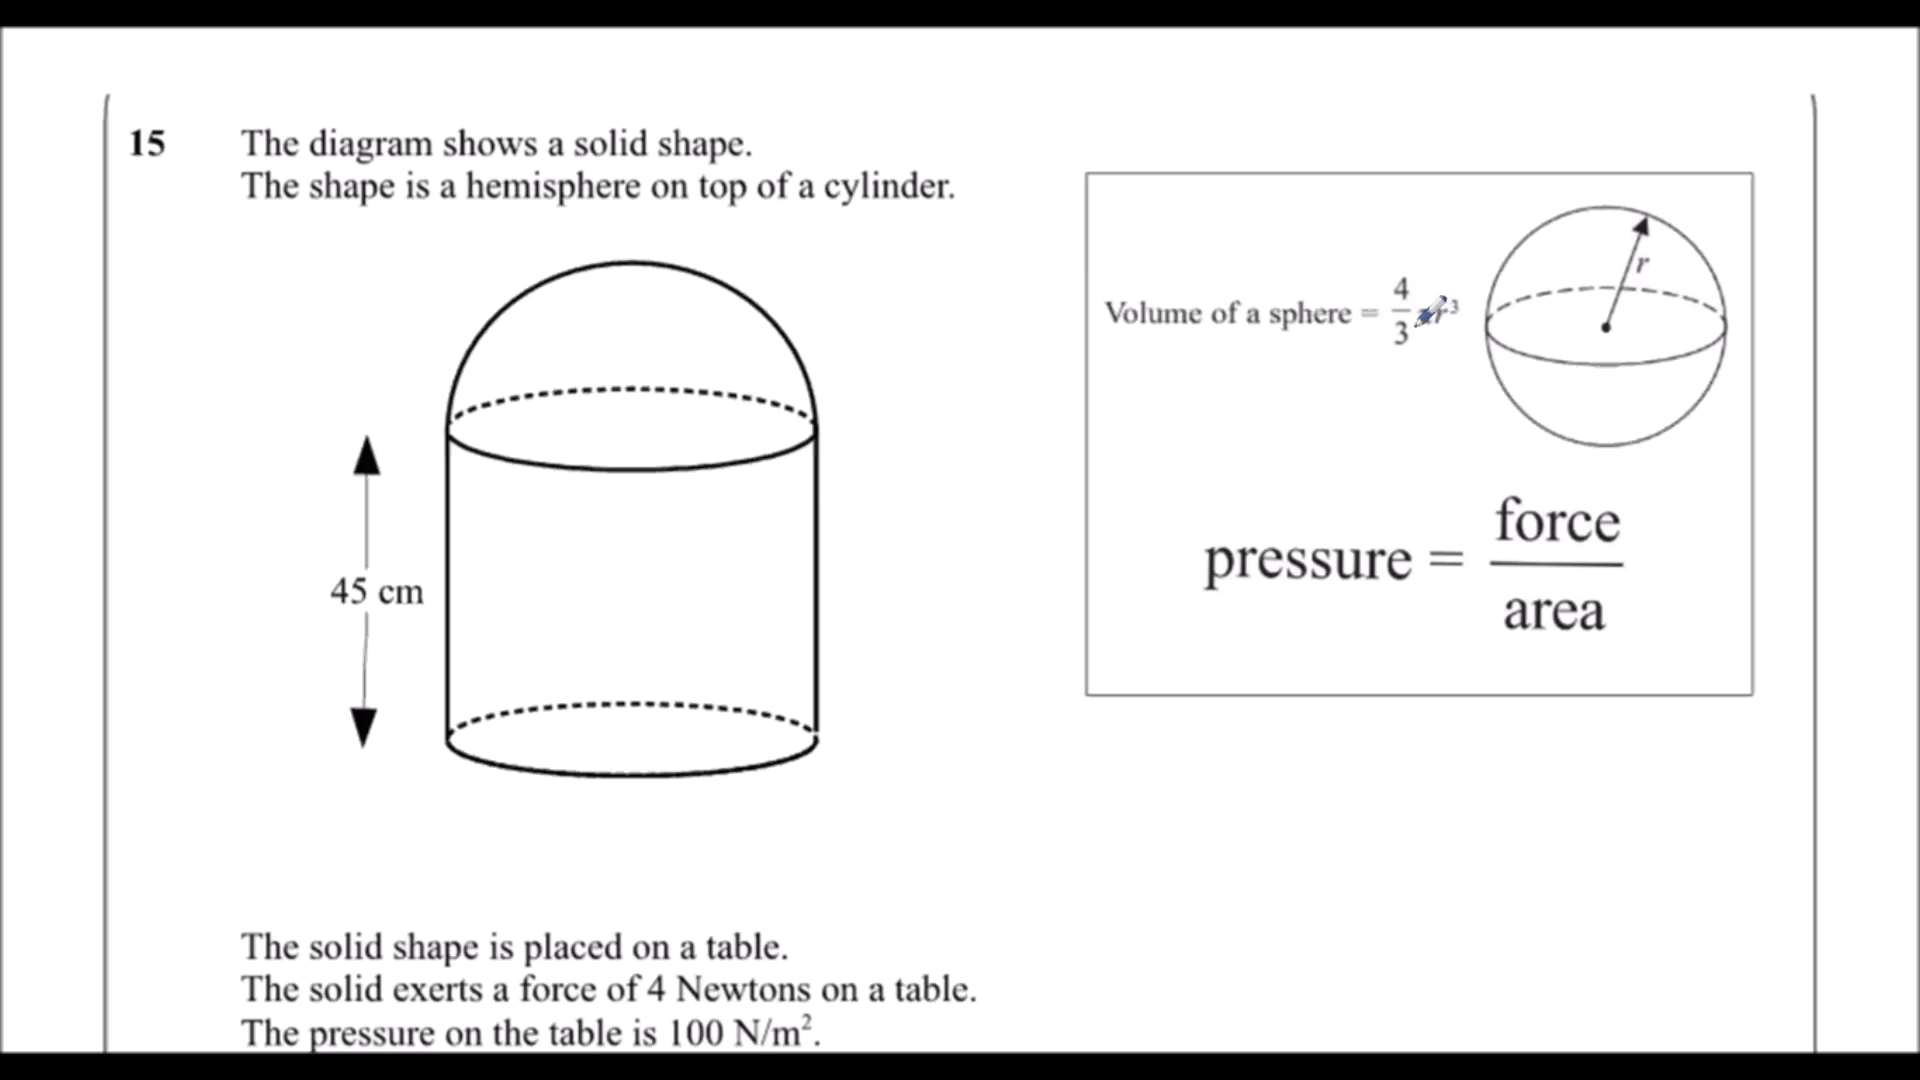 15 The diagram shows a solid shape.
The shape is a hemisphere on top of a cylinder.
Volume of a sphere = 4/3 r³
r
45 cm
pressure = force/area
The solid shape is placed on a table.
The solid exerts a force of 4 Newtons on a table.
The pressure on the table is 100 N/m².